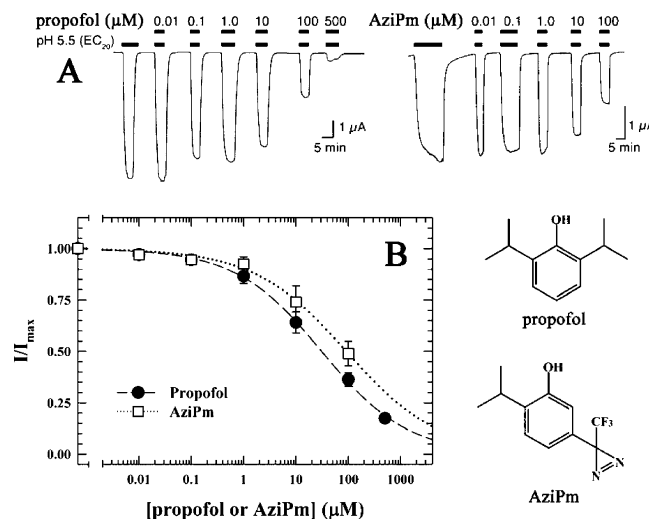 propofol (μM) 0.01 0.1 1.0 10 100 500
pH 5.5 (EC20)
AziPm (μM) 0.01 0.1 1.0 10 100
A
1 μA
5 min
1 μA
5 min
B
1.00
0.75
0.50
0.25
0.00
I/Imax
Propofol
AziPm
0.01 0.1 1 10 100 1000
[propofol or AziPm] (μM)
OH
propofol
OH
CF3
N
N
AziPm